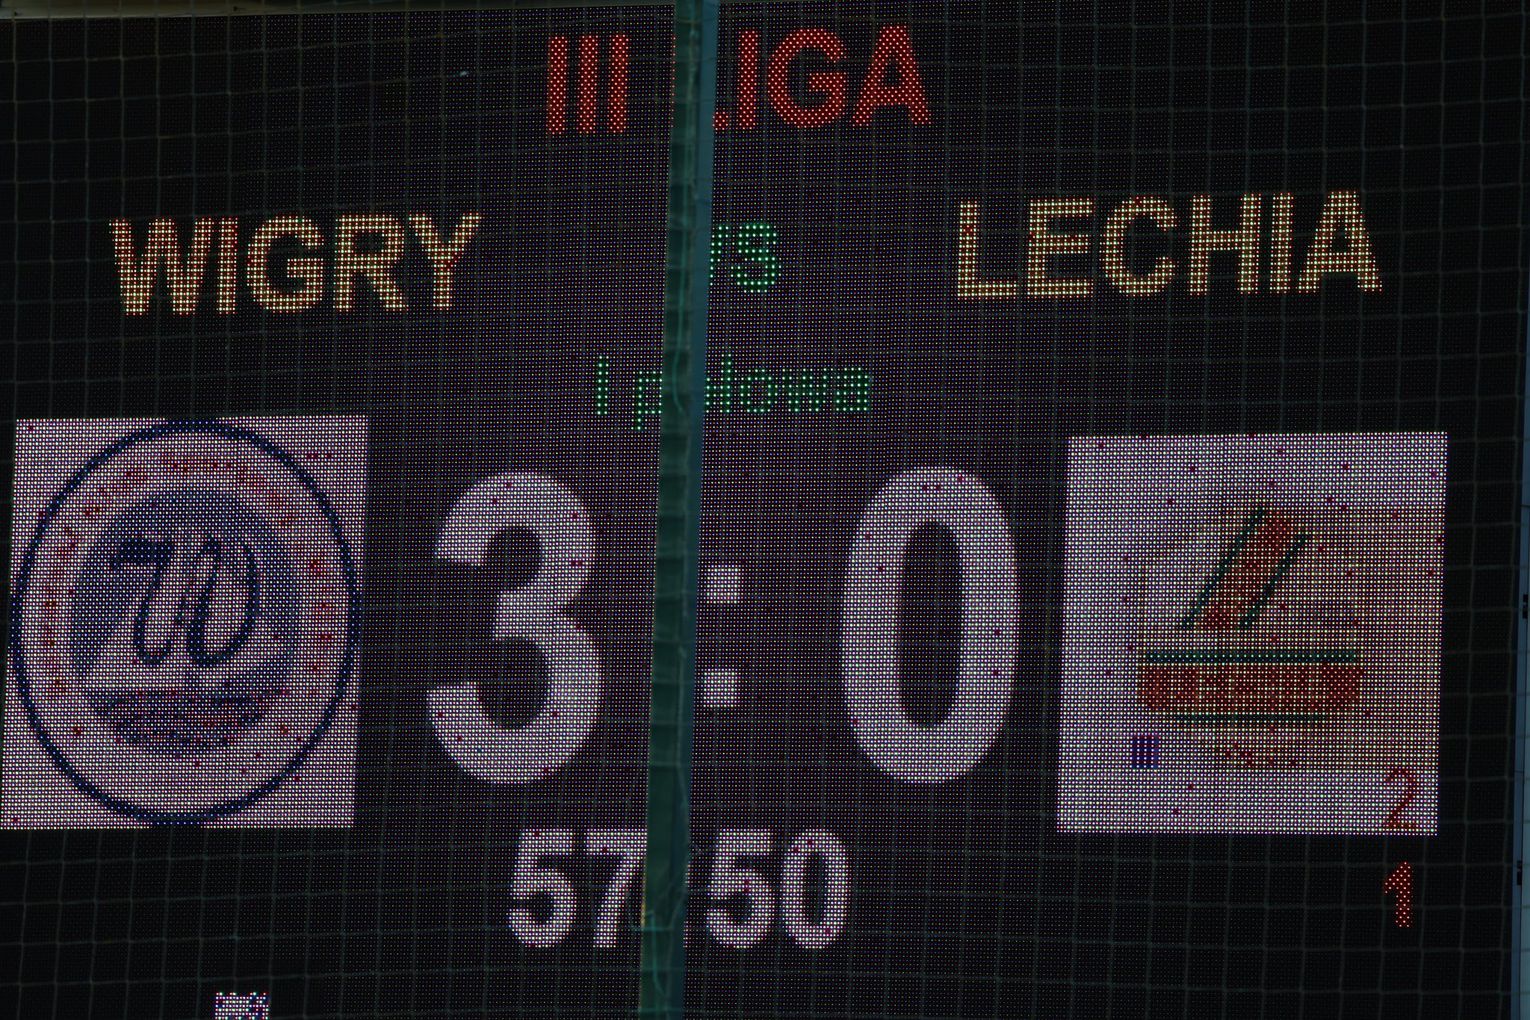 III LIGA
WIGRY vs LECHIA
I połowa
3 : 0
57:50
2
1